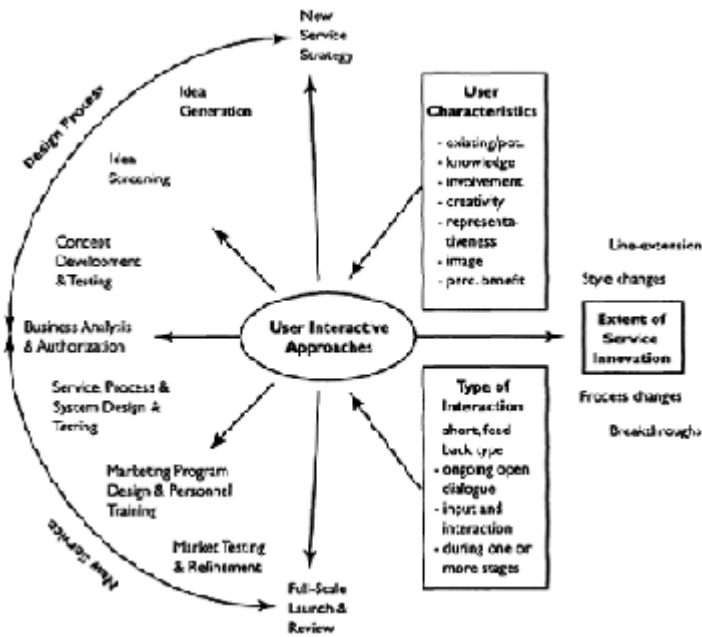 New
Service
Strategy
Design Process
Idea
Generation
Idea
Screening
Concept
Development
& Testing
Business Analysis
& Authorization
Service Process &
System Design &
Testing
Marketing Program
Design & Personnel
Training
Market Testing
& Refinement
New Service
Full-Scale
Launch &
Review
User Interactive
Approaches
User
Characteristics
- existing/pot.
- knowledge
- involvement
- creativity
- representa-
tiveness
- image
- perc. benefit
Type of
Interaction
short, feed
back type
- ongoing open
dialogue
- input and
interaction
- during one or
more stages
Line-extension
Style changes
Extent of
Service
Innovation
Process changes
Breakthroughs